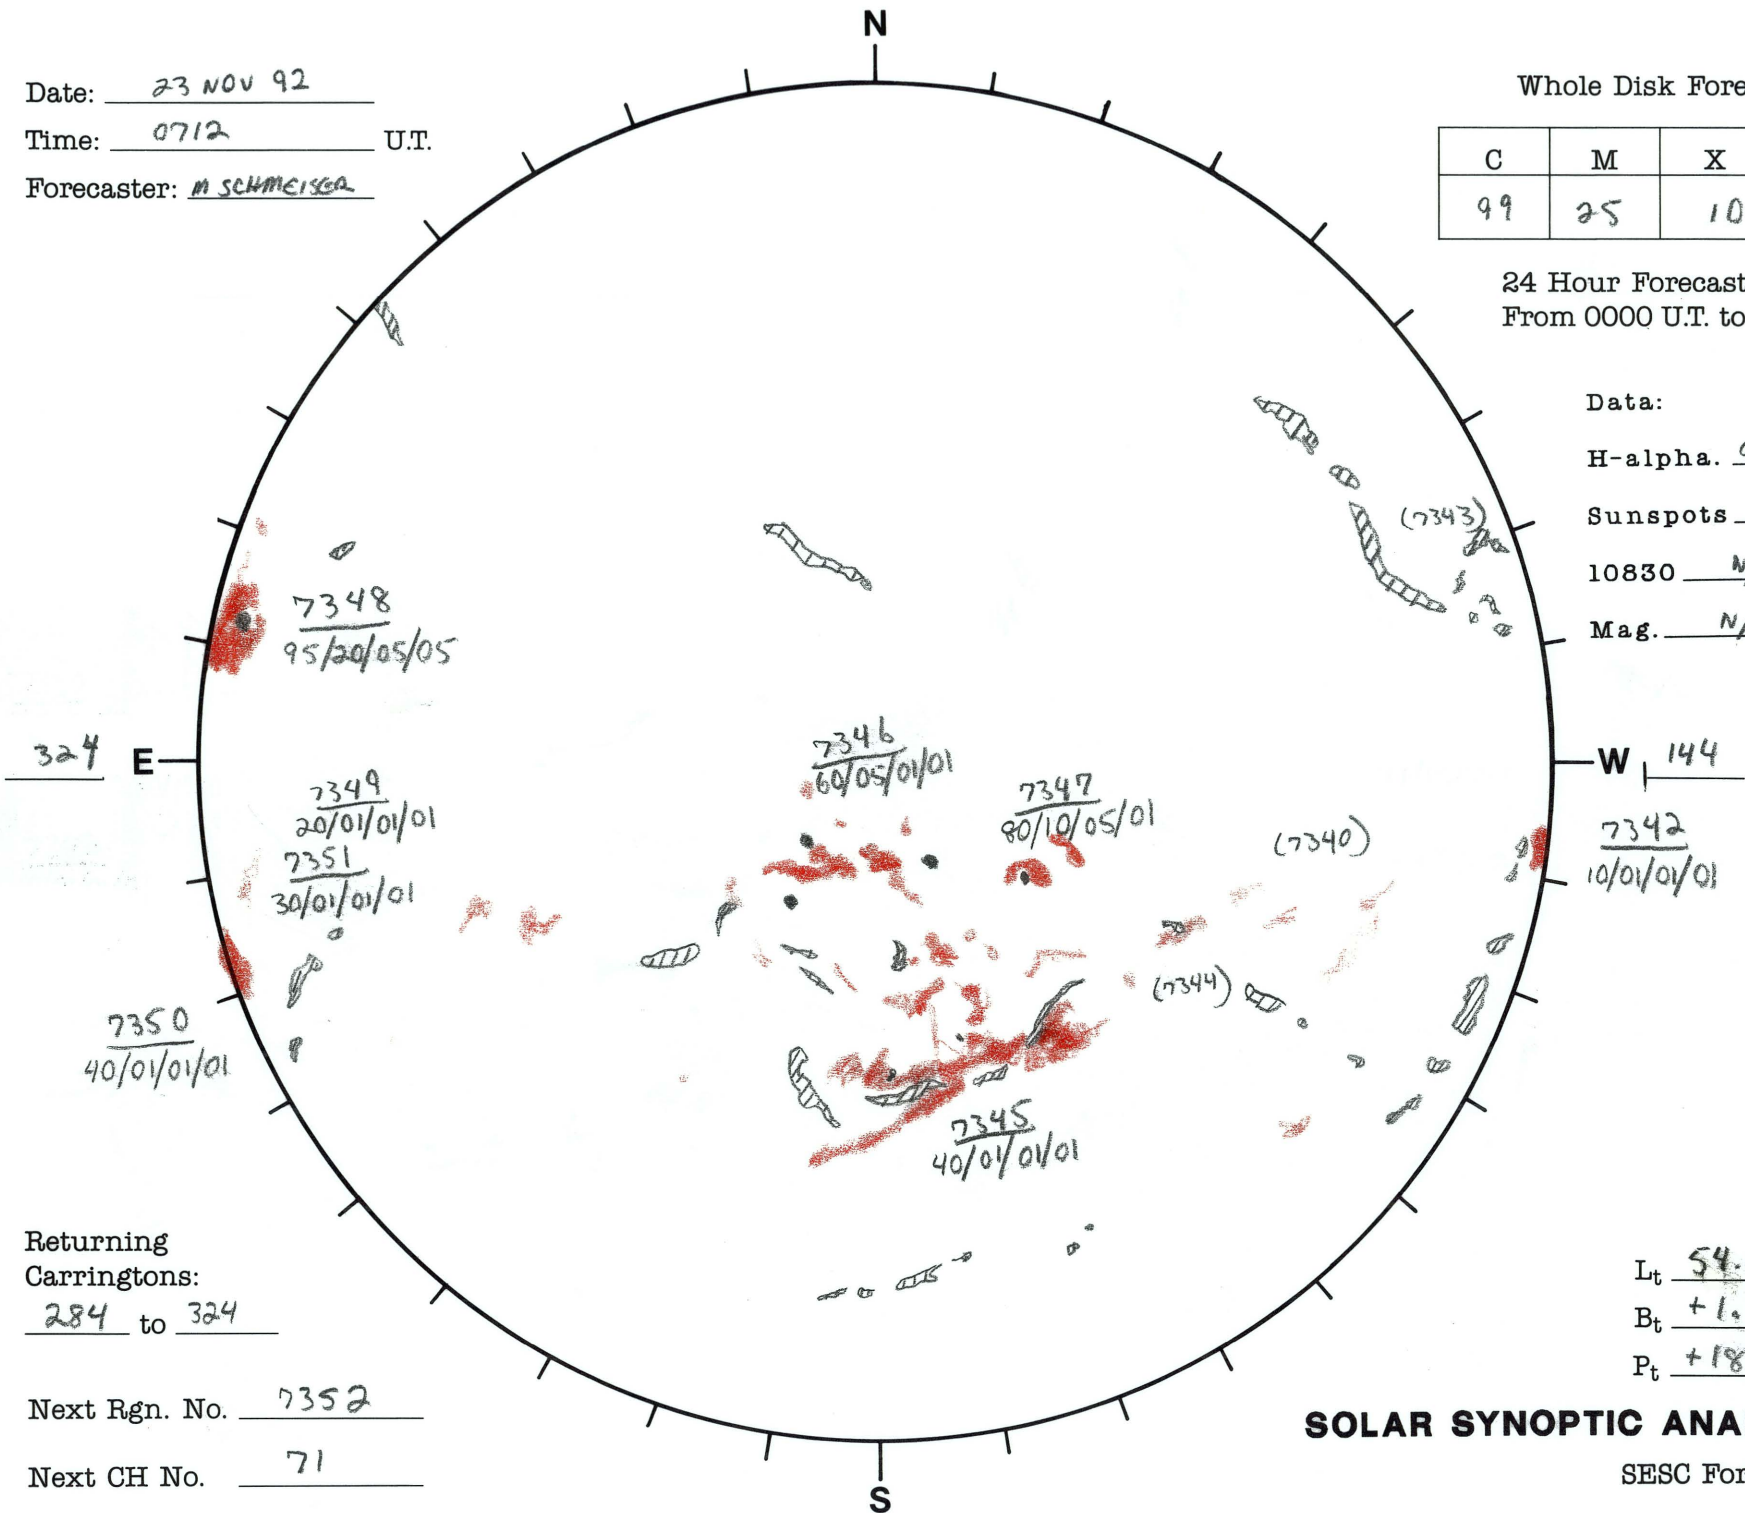 N
Date: 23 NOV 92
Time: 0712 U.T.
Forecaster: M SCHMEISER
Whole Disk Fore
C M X
99 25 10
24 Hour Forecast
From 0000 U.T. to
Data:
H-alpha.
(7343)
Sunspots
10830 N
Mag. N/
7348
95/20/05/05
324 E
W 144
7346
60/05/01/01
7349
20/01/01/01
7347
80/10/05/01
(7340)
7342
10/01/01/01
7351
30/01/01/01
(7344)
7350
40/01/01/01
7345
40/01/01/01
Returning
Carringtons:
284 to 324
Lt 54.
Bt +1.
Pt +18
Next Rgn. No. 7352
SOLAR SYNOPTIC ANA
Next CH No. 71
SESC For
S